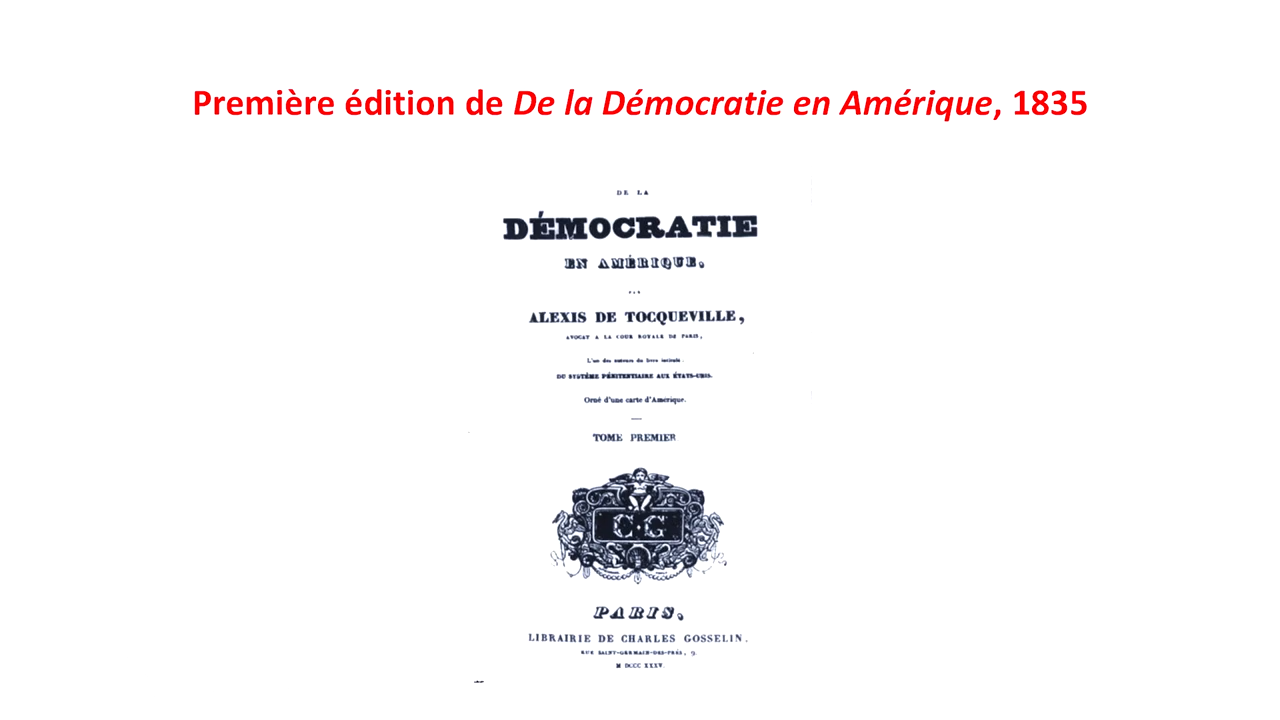 Première édition de De la Démocratie en Amérique, 1835
DE LA
DÉMOCRATIE
EN AMÉRIQUE,
PAR
ALEXIS DE TOCQUEVILLE,
AVOCAT A LA COUR ROYALE DE PARIS,
L'un des auteurs du livre intitulé :
DU SYSTÈME PÉNITENTIAIRE AUX ÉTATS-UNIS.
Orné d'une carte d'Amérique.
TOME PREMIER
C·G
PARIS,
LIBRAIRIE DE CHARLES GOSSELIN.
RUE SAINT-GERMAIN-DES-PRÉS, 9.
M DCCC XXXV.